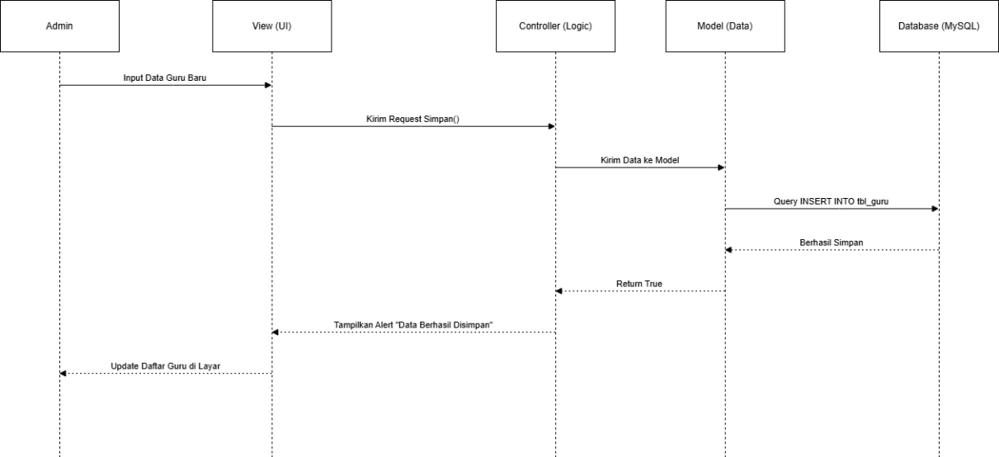 Admin
View (UI)
Controller (Logic)
Model (Data)
Database (MySQL)
Input Data Guru Baru
Kirim Request Simpan()
Kirim Data ke Model
Query INSERT INTO tbl_guru
Berhasil Simpan
Return True
Tampilkan Alert "Data Berhasil Disimpan"
Update Daftar Guru di Layar